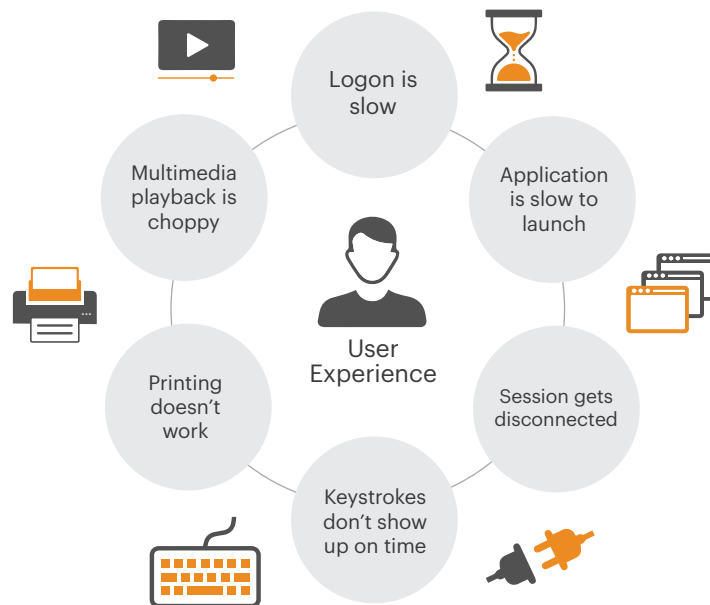 Logon is
slow
Application
is slow to
launch
Session gets
disconnected
Keystrokes
don’t show
up on time
Printing
doesn’t
work
Multimedia
playback is
choppy
User
Experience